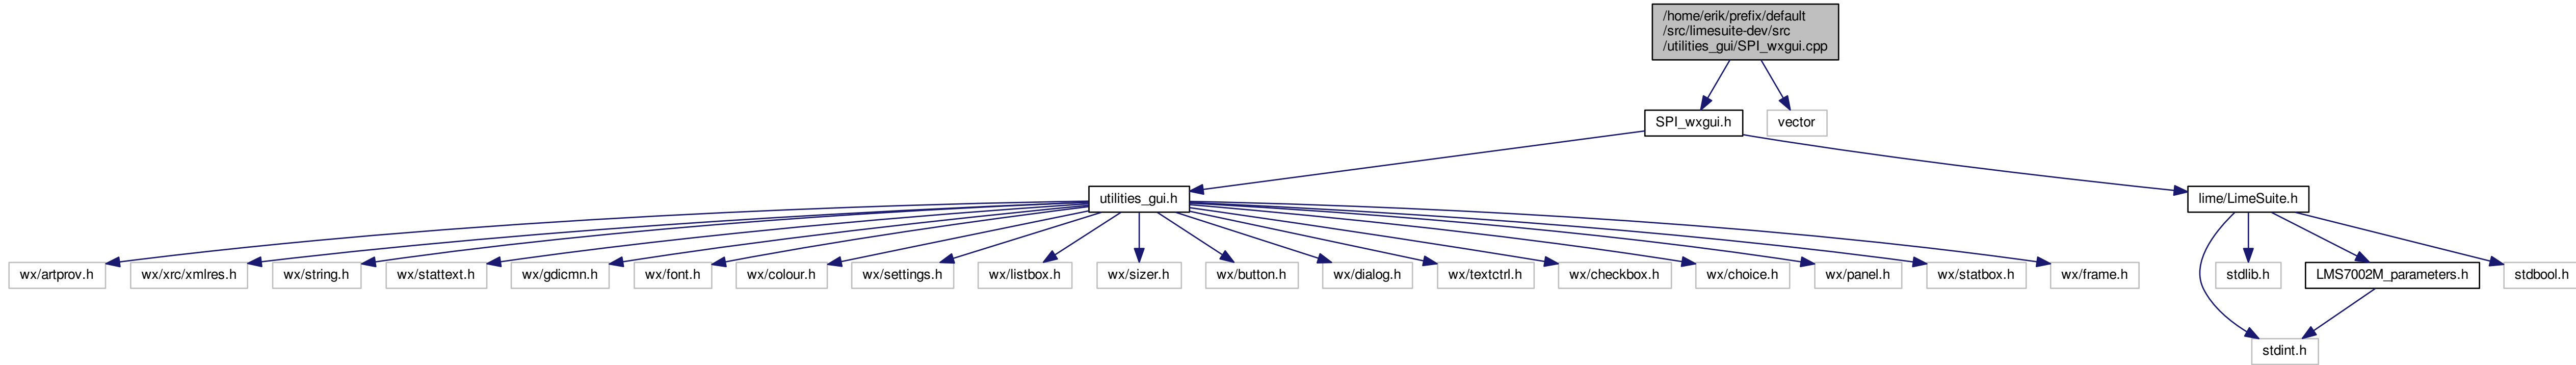 /home/erik/prefix/default
/src/limesuite-dev/src
/utilities_gui/SPI_wxgui.cpp
SPI_wxgui.h
vector
utilities_gui.h
lime/LimeSuite.h
wx/artprov.h
wx/xrc/xmlres.h
wx/string.h
wx/stattext.h
wx/gdicmn.h
wx/font.h
wx/colour.h
wx/settings.h
wx/listbox.h
wx/sizer.h
wx/button.h
wx/dialog.h
wx/textctrl.h
wx/checkbox.h
wx/choice.h
wx/panel.h
wx/statbox.h
wx/frame.h
stdlib.h
LMS7002M_parameters.h
stdbool.h
stdint.h